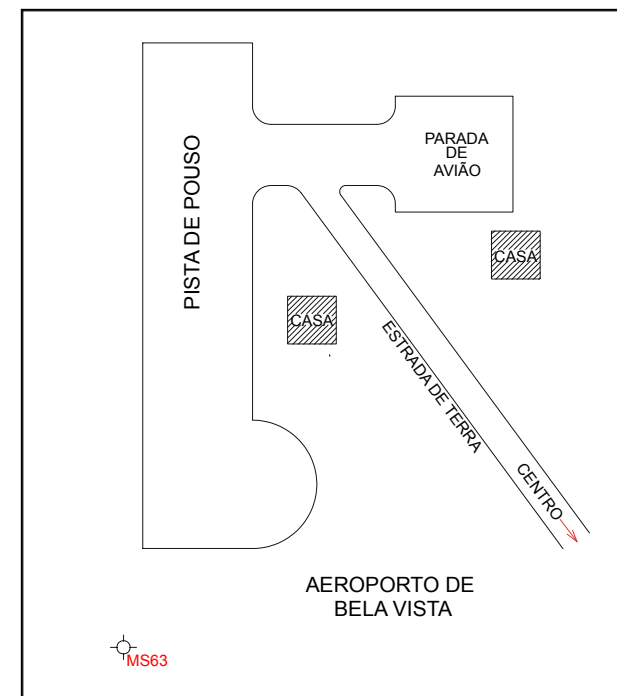 PISTA DE POUSO
PARADA
DE
AVIÃO
CASA
CASA
ESTRADA DE TERRA
CENTRO
AEROPORTO DE
BELA VISTA
MS63